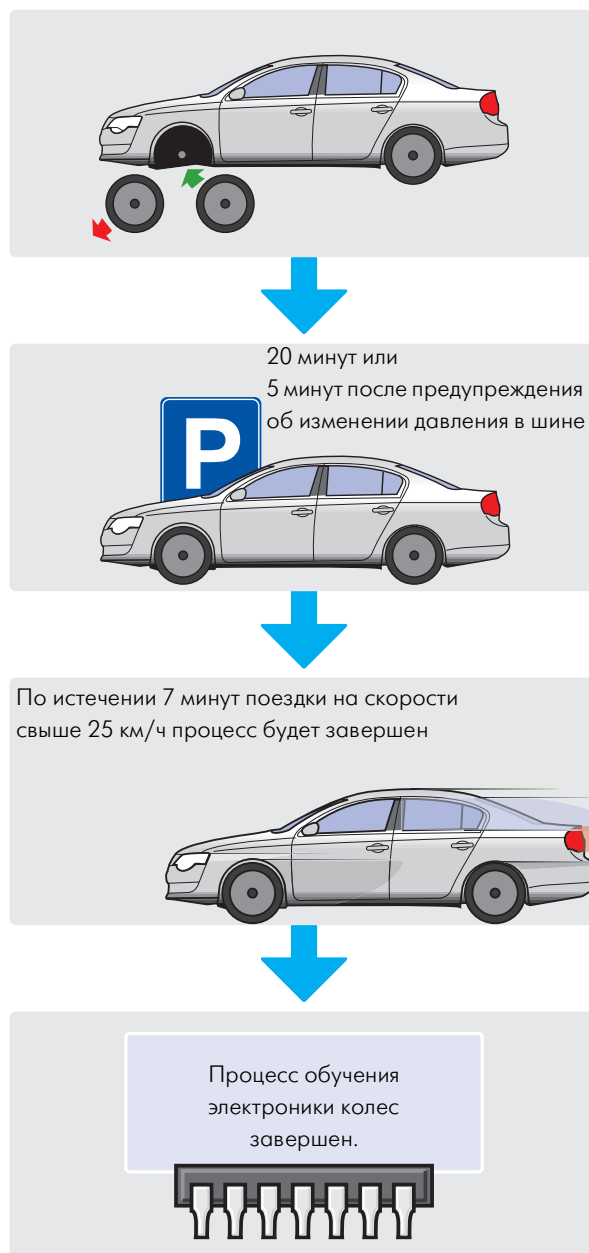 20 минут или
5 минут после предупреждения
об изменении давления в шине
P
По истечении 7 минут поездки на скорости
свыше 25 км/ч процесс будет завершен
Процесс обучения
электроники колес
завершен.